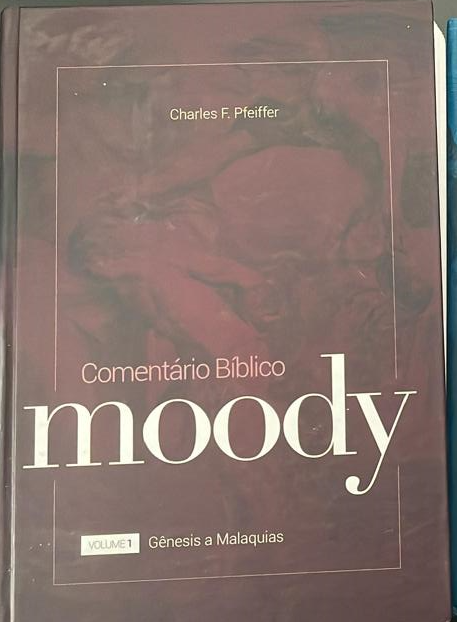 Charles F. Pfeiffer
Comentário Bíblico
moody
VOLUME 1 Gênesis a Malaquias